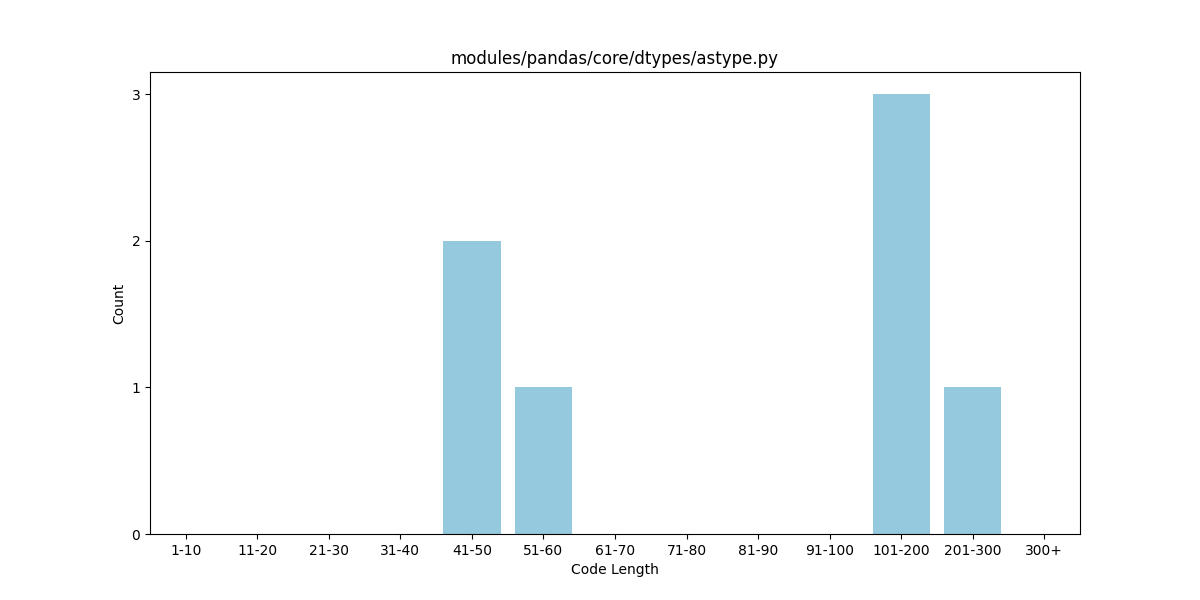 modules/pandas/core/dtypes/astype.py
3
2
1
0
Count
1-10 11-20 21-30 31-40 41-50 51-60 61-70 71-80 81-90 91-100 101-200 201-300 300+
Code Length